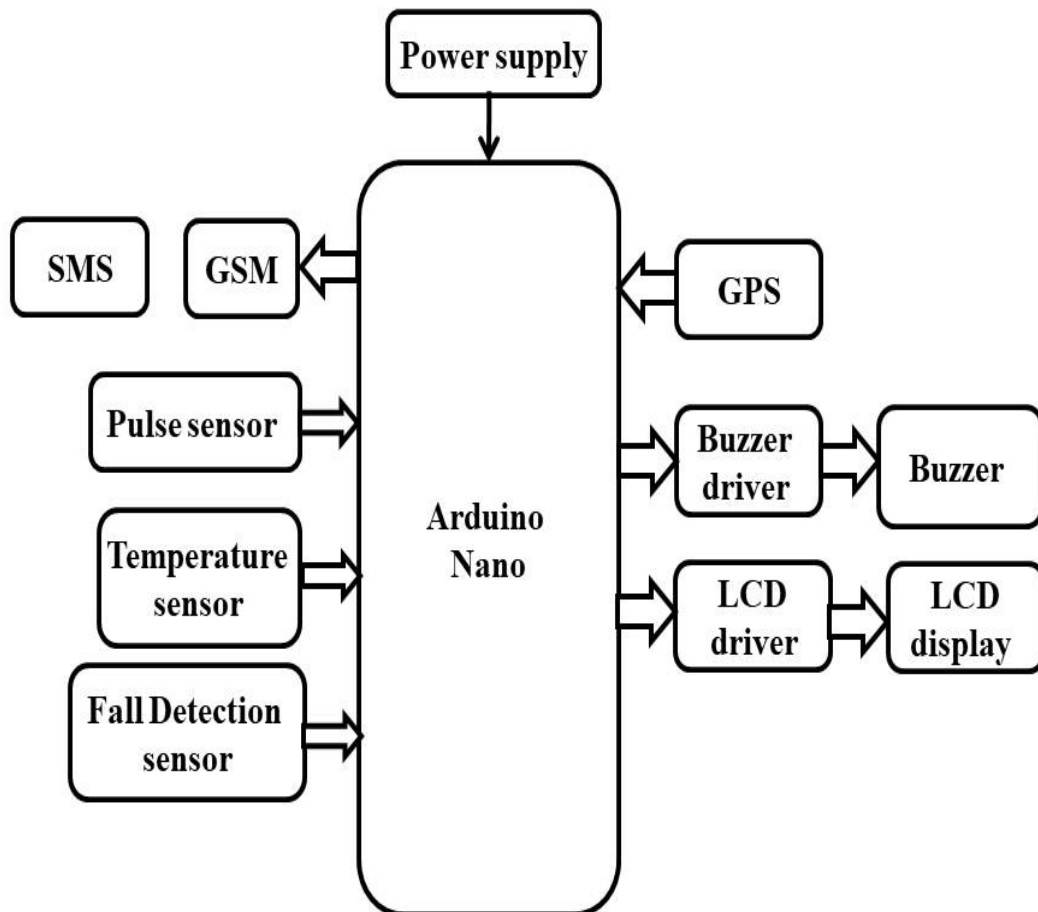 Power supply
SMS
GSM
GPS
Pulse sensor
Buzzer
driver
Buzzer
Arduino
Nano
Temperature
sensor
LCD
driver
LCD
display
Fall Detection
sensor